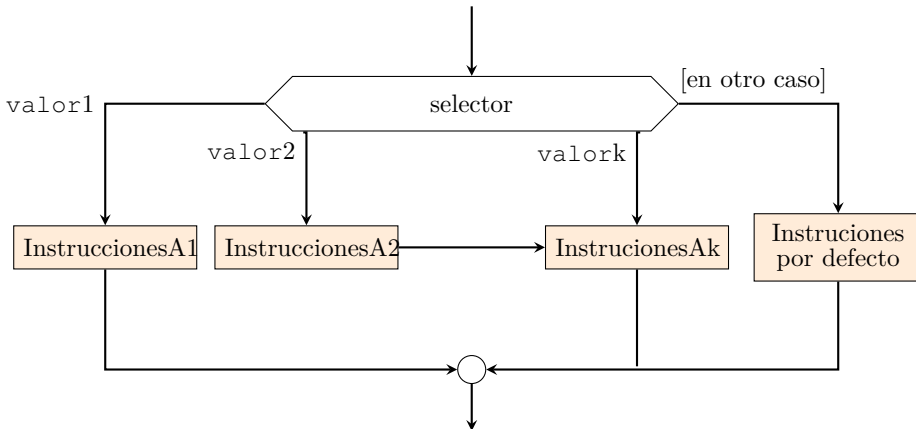 [en otro caso]
valor1
selector
valor2
valork
InstruccionesA1
InstruccionesA2
InstrucionesAk
Instruciones
por defecto